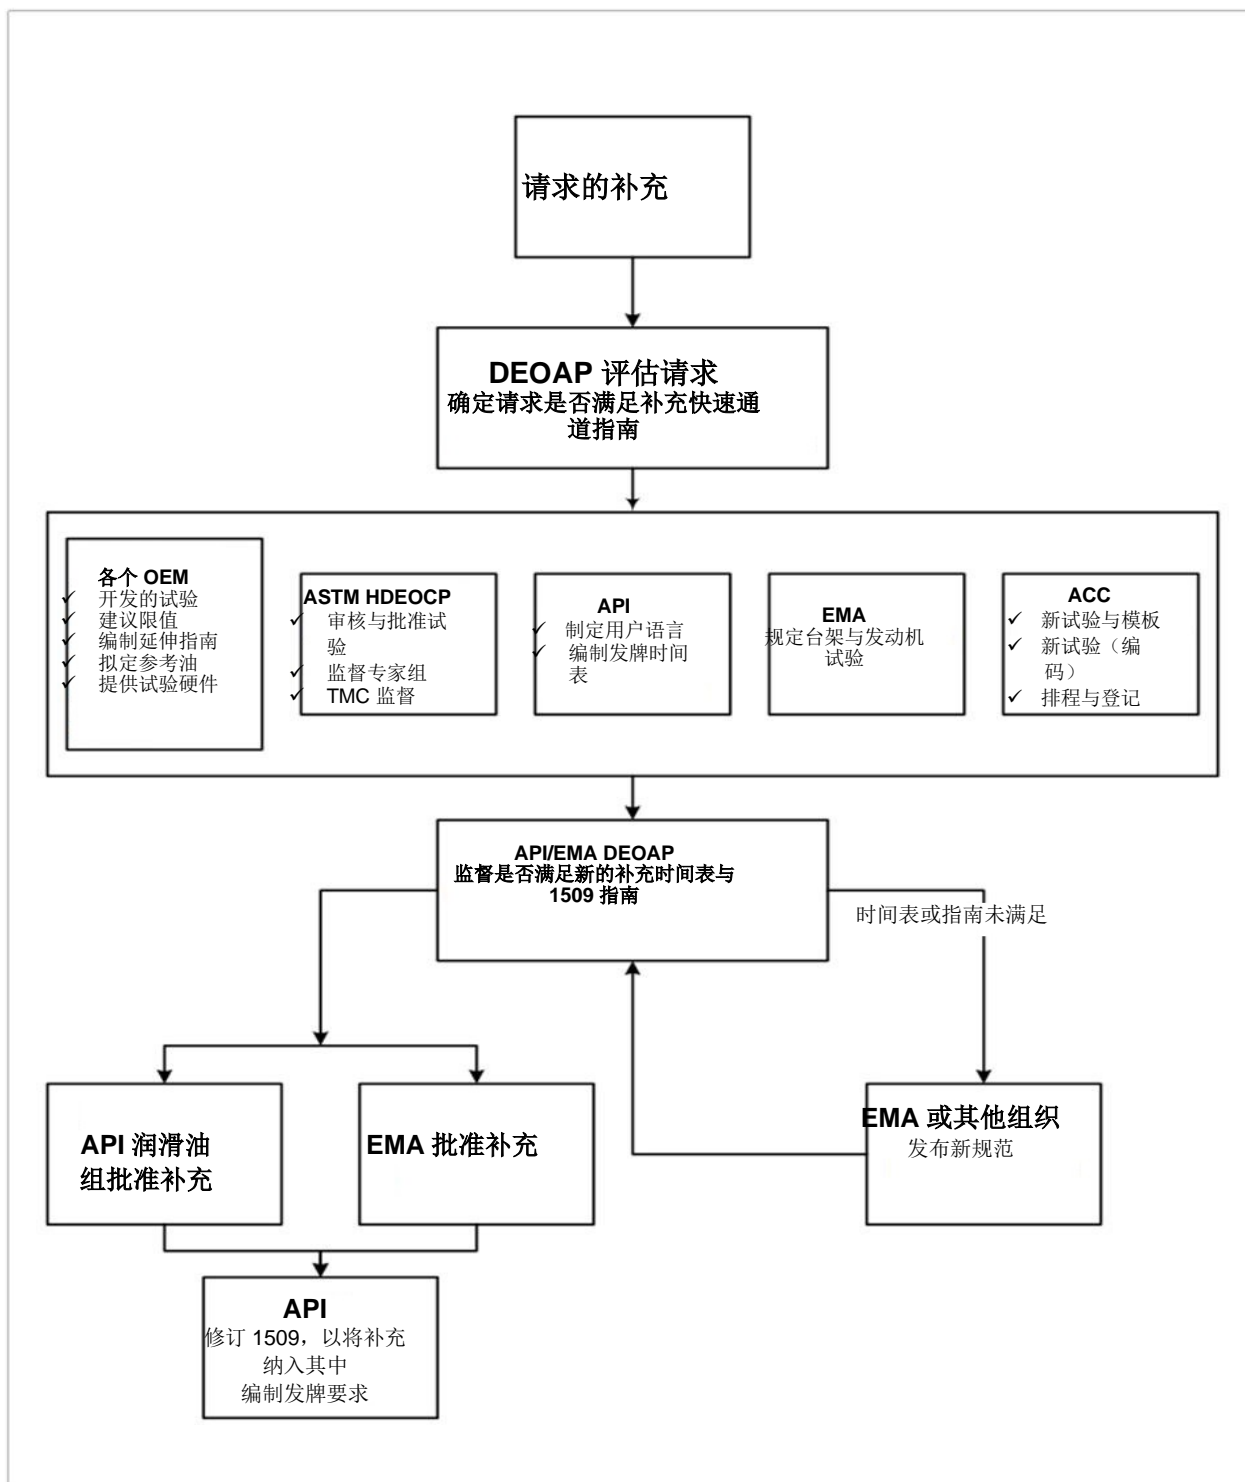 请求的补充
DEOAP 评估请求
确定请求是否满足补充快速通
道指南
各个 OEM
✓ 开发的试验
✓ 建议限值
✓ 编制延伸指南
✓ 拟定参考油
✓ 提供试验硬件
ASTM HDEOCP
✓ 审核与批准试
验
✓ 监督专家组
✓ TMC 监督
API
✓ 制定用户语言
✓ 编制发牌时间
表
EMA
规定台架与发动机
试验
ACC
✓ 新试验与模板
✓ 新试验（编
码）
✓ 排程与登记
API/EMA DEOAP
监督是否满足新的补充时间表与
1509 指南
时间表或指南未满足
API 润滑油
组批准补充
EMA 批准补充
EMA 或其他组织
发布新规范
API
修订 1509，以将补充
纳入其中
编制发牌要求